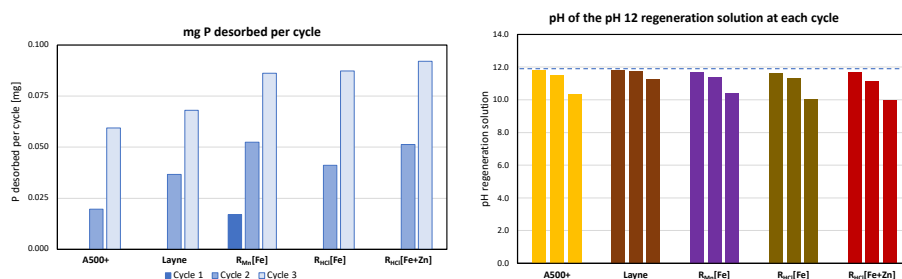 mg P desorbed per cycle
P desorbed per cycle [mg]
0.100
0.075
0.050
0.025
0.000
A500+ Layne RMn[Fe] RHCl[Fe] RHCl[Fe+Zn]
Cycle 1 Cycle 2 Cycle 3
pH of the pH 12 regeneration solution at each cycle
pH regeneration solution
14.0
12.0
10.0
8.0
6.0
4.0
2.0
0.0
A500+ Layne RMn[Fe] RHCl[Fe] RHCl[Fe+Zn]